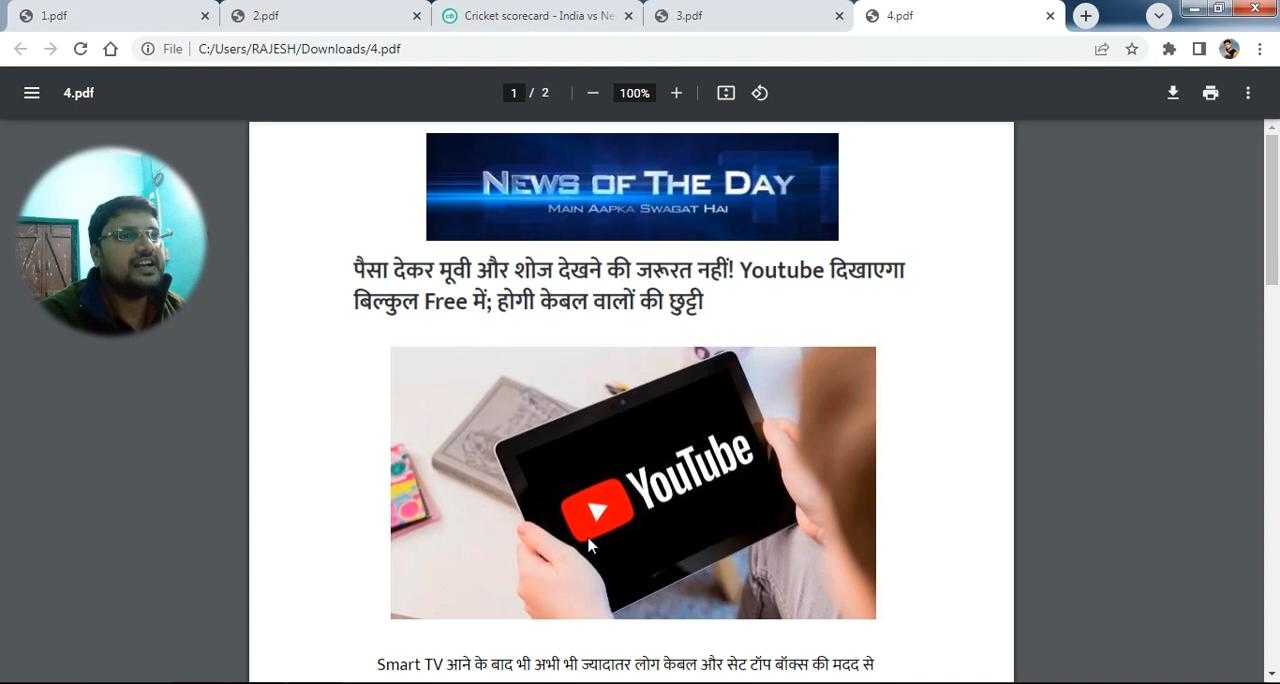 1.pdf
2.pdf
Cricket scorecard - India vs Ne
3.pdf
4.pdf
File
C:/Users/RAJESH/Downloads/4.pdf
4.pdf
1 / 2
100%
NEWS OF THE DAY
MAIN AAPKA SWAGAT HAI
पैसा देकर मूवी और शोज देखने की जरूरत नहीं! Youtube दिखाएगा
बिल्कुल Free में; होगी केबल वालों की छुट्टी
YouTube
Smart TV आने के बाद भी अभी भी ज्यादातर लोग केबल और सेट टॉप बॉक्स की मदद से